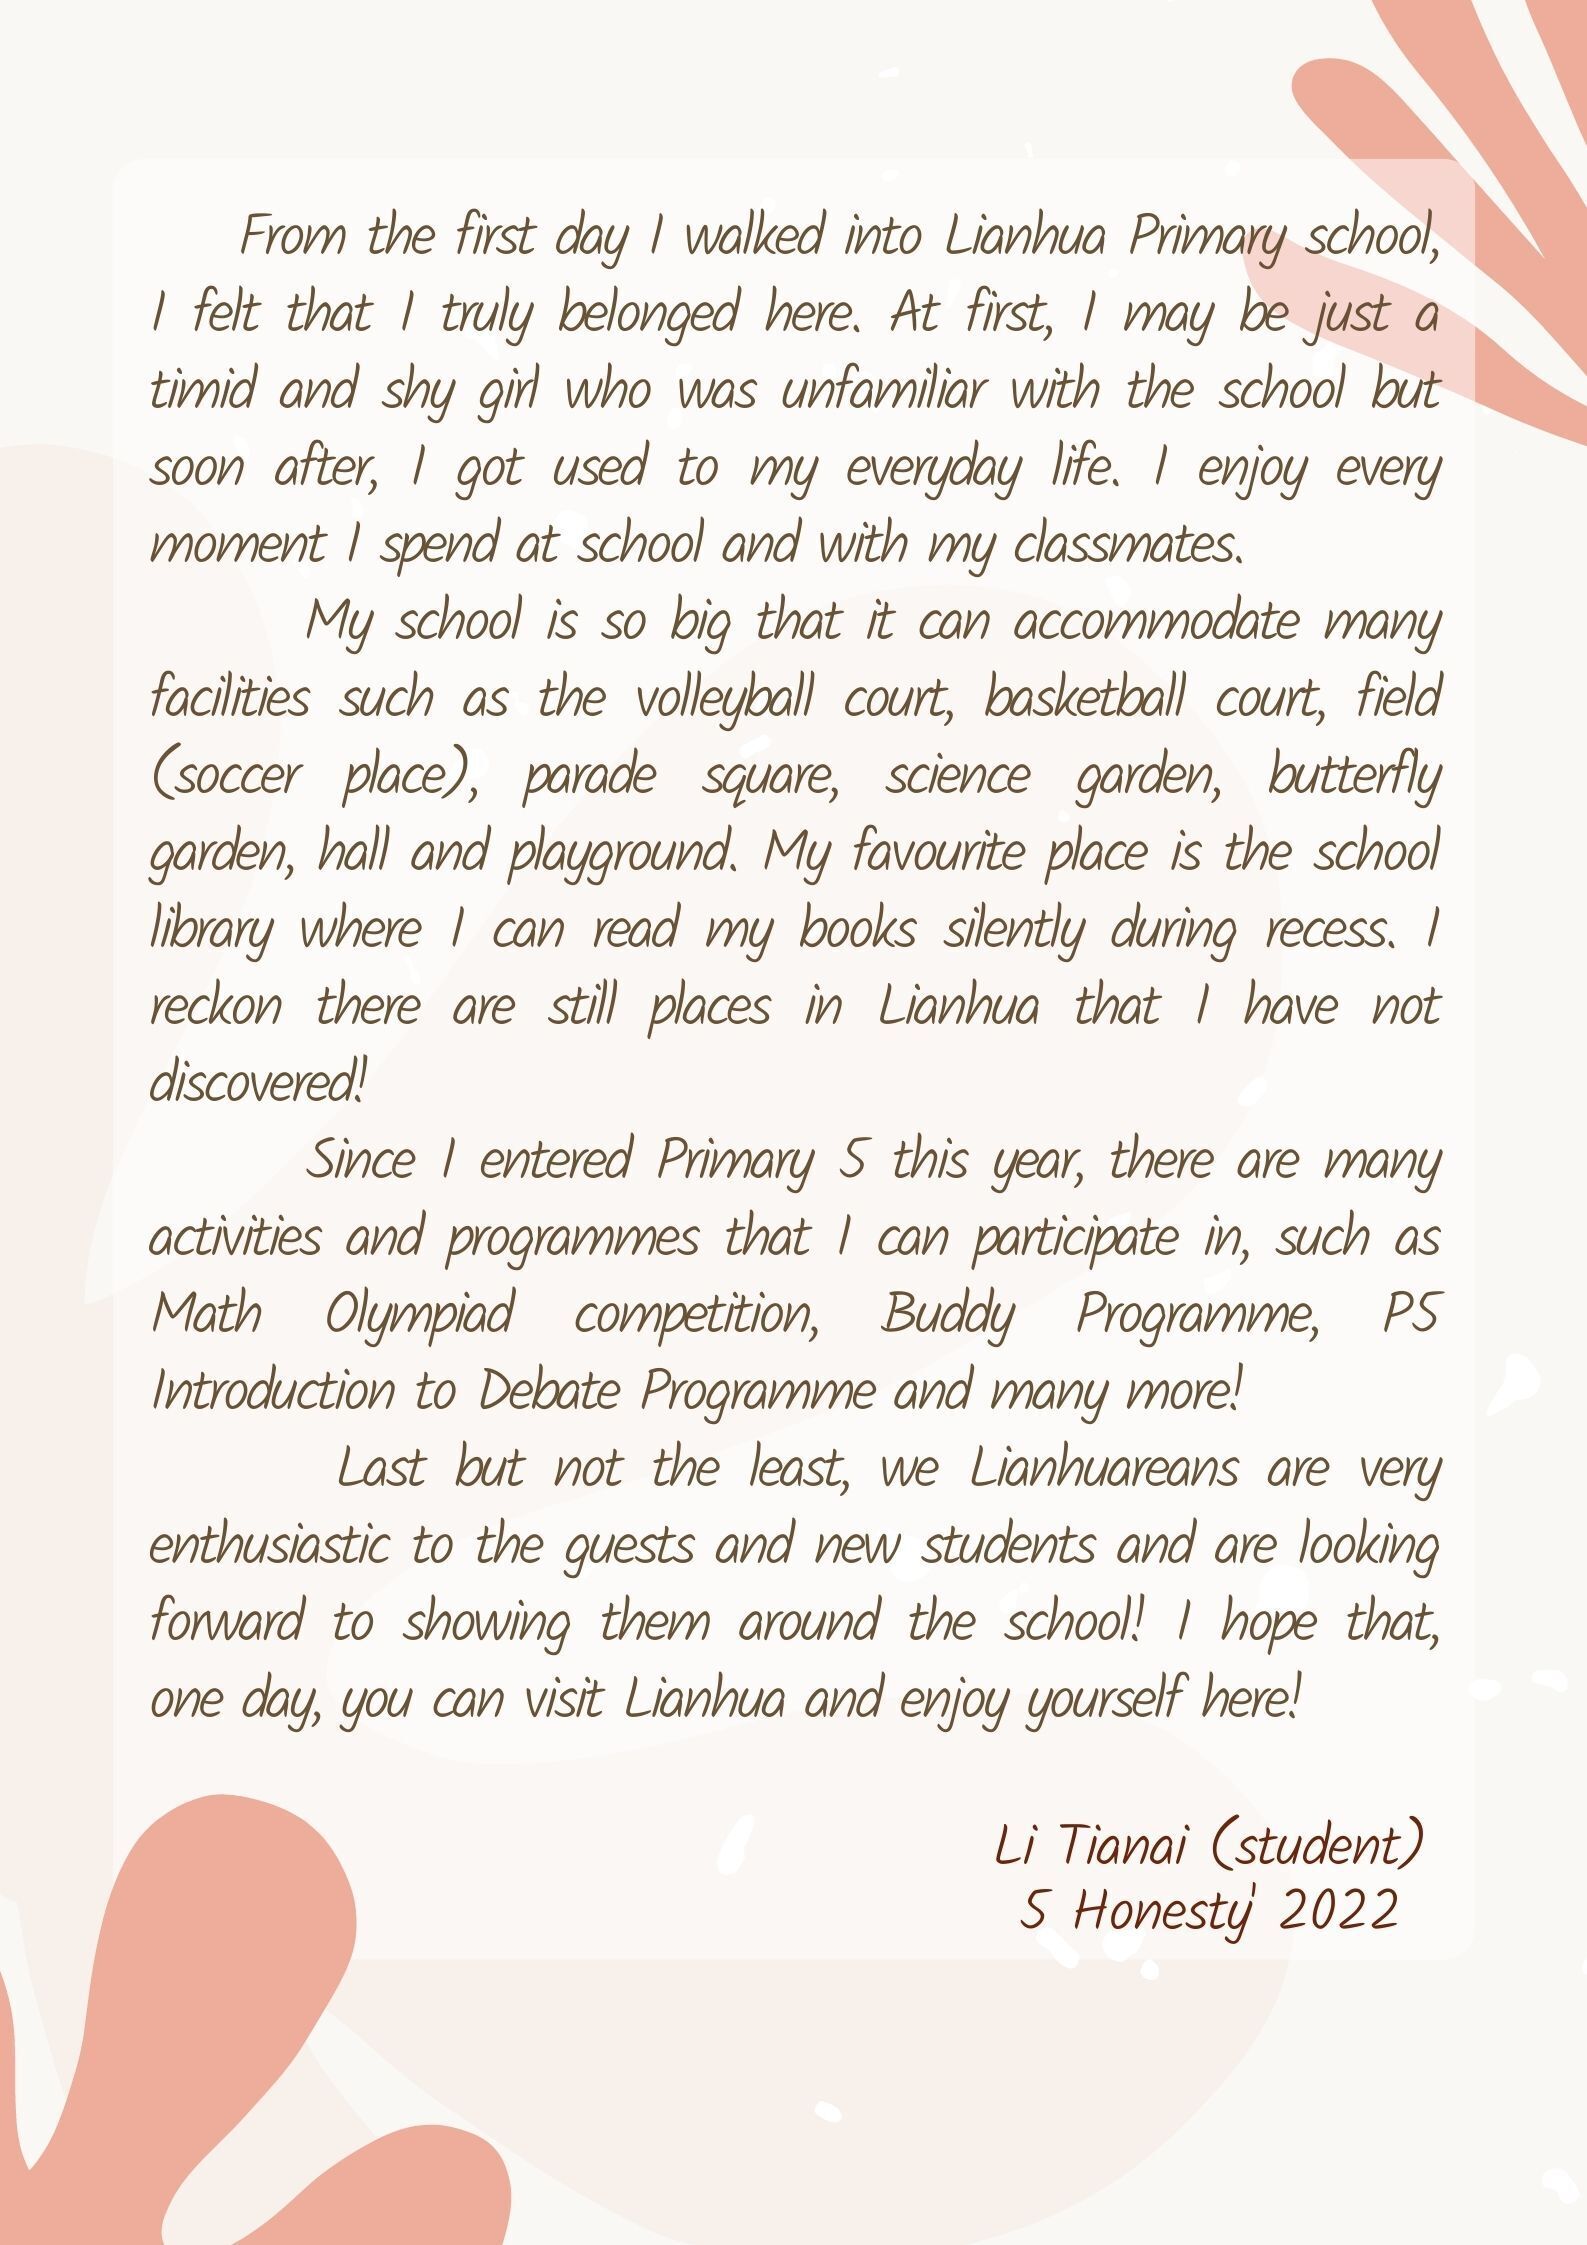 From the first day I walked into Lianhua Primary school,
I felt that I truly belonged here. At first, I may be just a
timid and shy girl who was unfamiliar with the school but
soon after, I got used to my everyday life. I enjoy every
moment I spend at school and with my classmates.
My school is so big that it can accommodate many
facilities such as the volleyball court, basketball court, field
(soccer place), parade square, science garden, butterfly
garden, hall and playground. My favourite place is the school
library where I can read my books silently during recess. I
reckon there are still places in Lianhua that I have not
discovered!
Since I entered Primary 5 this year, there are many
activities and programmes that I can participate in, such as
Math Olympiad competition, Buddy Programme, P5
Introduction to Debate Programme and many more!
Last but not the least, we Lianhuareans are very
enthusiastic to the guests and new students and are looking
forward to showing them around the school! I hope that,
one day, you can visit Lianhua and enjoy yourself here!
Li Tianai (student)
5 Honesty' 2022